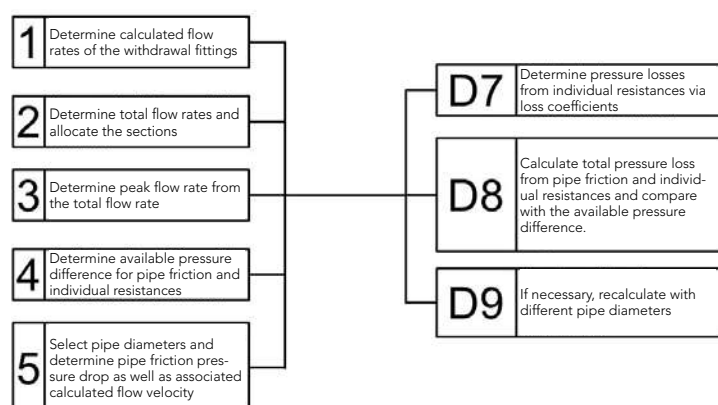 1
Determine calculated flow
rates of the withdrawal fittings
2
Determine total flow rates and
allocate the sections
3
Determine peak flow rate from
the total flow rate
4
Determine available pressure
difference for pipe friction and
individual resistances
5
Select pipe diameters and
determine pipe friction pres-
sure drop as well as associated
calculated flow velocity
D7
Determine pressure losses
from individual resistances via
loss coefficients
D8
Calculate total pressure loss
from pipe friction and individ-
ual resistances and compare
with the available pressure
difference.
D9
If necessary, recalculate with
different pipe diameters